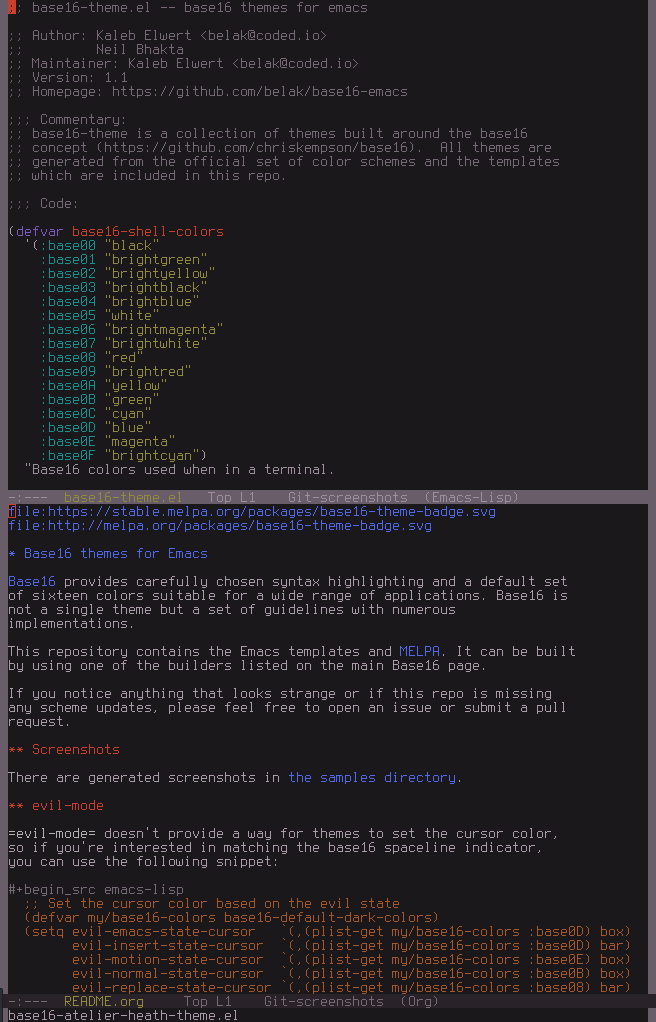 ;; base16-theme.el -- base16 themes for emacs
;; Author: Kaleb Elwert <belak@coded.io>
;;         Neil Bhakta
;; Maintainer: Kaleb Elwert <belak@coded.io>
;; Version: 1.1
;; Homepage: https://github.com/belak/base16-emacs
;;; Commentary:
;; base16-theme is a collection of themes built around the base16
;; concept (https://github.com/chriskempson/base16).  All themes are
;; generated from the official set of color schemes and the templates
;; which are included in this repo.
;;; Code:
(defvar base16-shell-colors
  '(:base00 "black"
    :base01 "brightgreen"
    :base02 "brightyellow"
    :base03 "brightblack"
    :base04 "brightblue"
    :base05 "white"
    :base06 "brightmagenta"
    :base07 "brightwhite"
    :base08 "red"
    :base09 "brightred"
    :base0A "yellow"
    :base0B "green"
    :base0C "cyan"
    :base0D "blue"
    :base0E "magenta"
    :base0F "brightcyan")
  "Base16 colors used when in a terminal.
-:---  base16-theme.el   Top L1    Git-screenshots  (Emacs-Lisp)
file:https://stable.melpa.org/packages/base16-theme-badge.svg
file:http://melpa.org/packages/base16-theme-badge.svg
* Base16 themes for Emacs
Base16 provides carefully chosen syntax highlighting and a default set
of sixteen colors suitable for a wide range of applications. Base16 is
not a single theme but a set of guidelines with numerous
implementations.
This repository contains the Emacs templates and MELPA. It can be built
by using one of the builders listed on the main Base16 page.
If you notice anything that looks strange or if this repo is missing
any scheme updates, please feel free to open an issue or submit a pull
request.
** Screenshots
There are generated screenshots in the samples directory.
** evil-mode
=evil-mode= doesn't provide a way for themes to set the cursor color,
so if you're interested in matching the base16 spaceline indicator,
you can use the following snippet:
#+begin_src emacs-lisp
  ;; Set the cursor color based on the evil state
  (defvar my/base16-colors base16-default-dark-colors)
  (setq evil-emacs-state-cursor   `(,(plist-get my/base16-colors :base0D) box)
        evil-insert-state-cursor  `(,(plist-get my/base16-colors :base0D) bar)
        evil-motion-state-cursor  `(,(plist-get my/base16-colors :base0E) box)
        evil-normal-state-cursor  `(,(plist-get my/base16-colors :base0B) box)
        evil-replace-state-cursor `(,(plist-get my/base16-colors :base08) bar)
-:---  README.org     Top L1    Git-screenshots  (Org)
base16-atelier-heath-theme.el